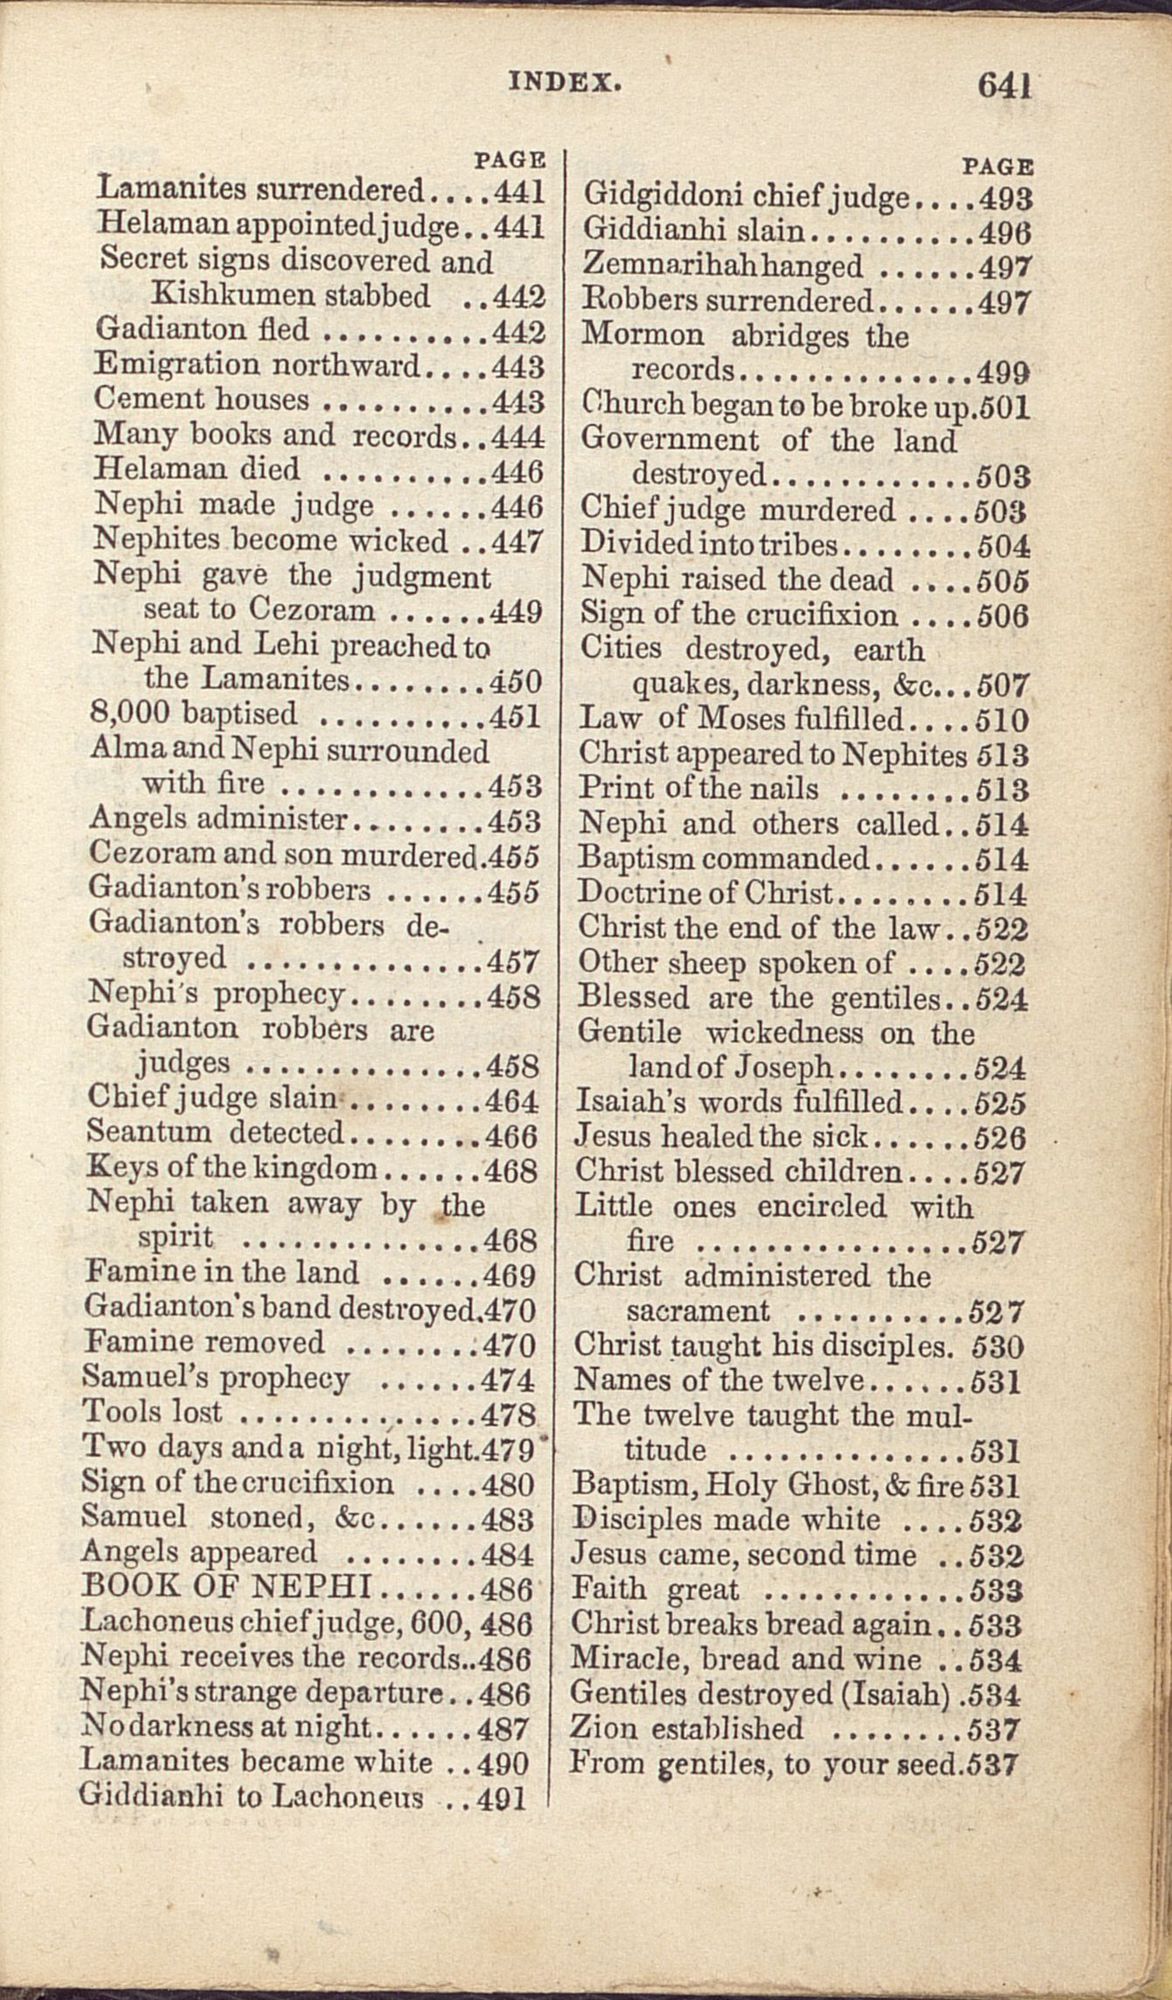 INDEX.
641
PAGE
Lamanites surrendered....441
Helaman appointed judge..441
Secret signs discovered and
Kishkumen stabbed ..442
Gadianton fled ..........442
Emigration northward....443
Cement houses ..........443
Many books and records..444
Helaman died ..........446
Nephi made judge ......446
Nephites become wicked ..447
Nephi gave the judgment
seat to Cezoram ......449
Nephi and Lehi preached to
the Lamanites........450
8,000 baptised ..........451
Alma and Nephi surrounded
with fire ............453
Angels administer........453
Cezoram and son murdered.455
Gadianton's robbers ......455
Gadianton's robbers de-
stroyed ..............457
Nephi's prophecy........458
Gadianton robbers are
judges ..............458
Chief judge slain ........464
Seantum detected........466
Keys of the kingdom......468
Nephi taken away by the
spirit ..............468
Famine in the land ......469
Gadianton's band destroyed.470
Famine removed ........470
Samuel's prophecy ......474
Tools lost ..............478
Two days and a night, light.479
Sign of the crucifixion ....480
Samuel stoned, &c......483
Angels appeared ........484
BOOK OF NEPHI......486
Lachoneus chief judge, 600, 486
Nephi receives the records..486
Nephi's strange departure..486
No darkness at night......487
Lamanites became white ..490
Giddianhi to Lachoneus ..491
PAGE
Gidgiddoni chief judge....493
Giddianhi slain..........496
Zemnarihah hanged ......497
Robbers surrendered......497
Mormon abridges the
records..............499
Church began to be broke up.501
Government of the land
destroyed............503
Chief judge murdered ....503
Divided into tribes........504
Nephi raised the dead ....505
Sign of the crucifixion ....506
Cities destroyed, earth
quakes, darkness, &c...507
Law of Moses fulfilled....510
Christ appeared to Nephites 513
Print of the nails ........513
Nephi and others called..514
Baptism commanded......514
Doctrine of Christ........514
Christ the end of the law..522
Other sheep spoken of ....522
Blessed are the gentiles..524
Gentile wickedness on the
land of Joseph........524
Isaiah's words fulfilled....525
Jesus healed the sick......526
Christ blessed children....527
Little ones encircled with
fire ................527
Christ administered the
sacrament ..........527
Christ taught his disciples. 530
Names of the twelve......531
The twelve taught the mul-
titude ..............531
Baptism, Holy Ghost, & fire 531
Disciples made white ....532
Jesus came, second time ..532
Faith great ............533
Christ breaks bread again..533
Miracle, bread and wine ..534
Gentiles destroyed (Isaiah) .534
Zion established ........537
From gentiles, to your seed.537